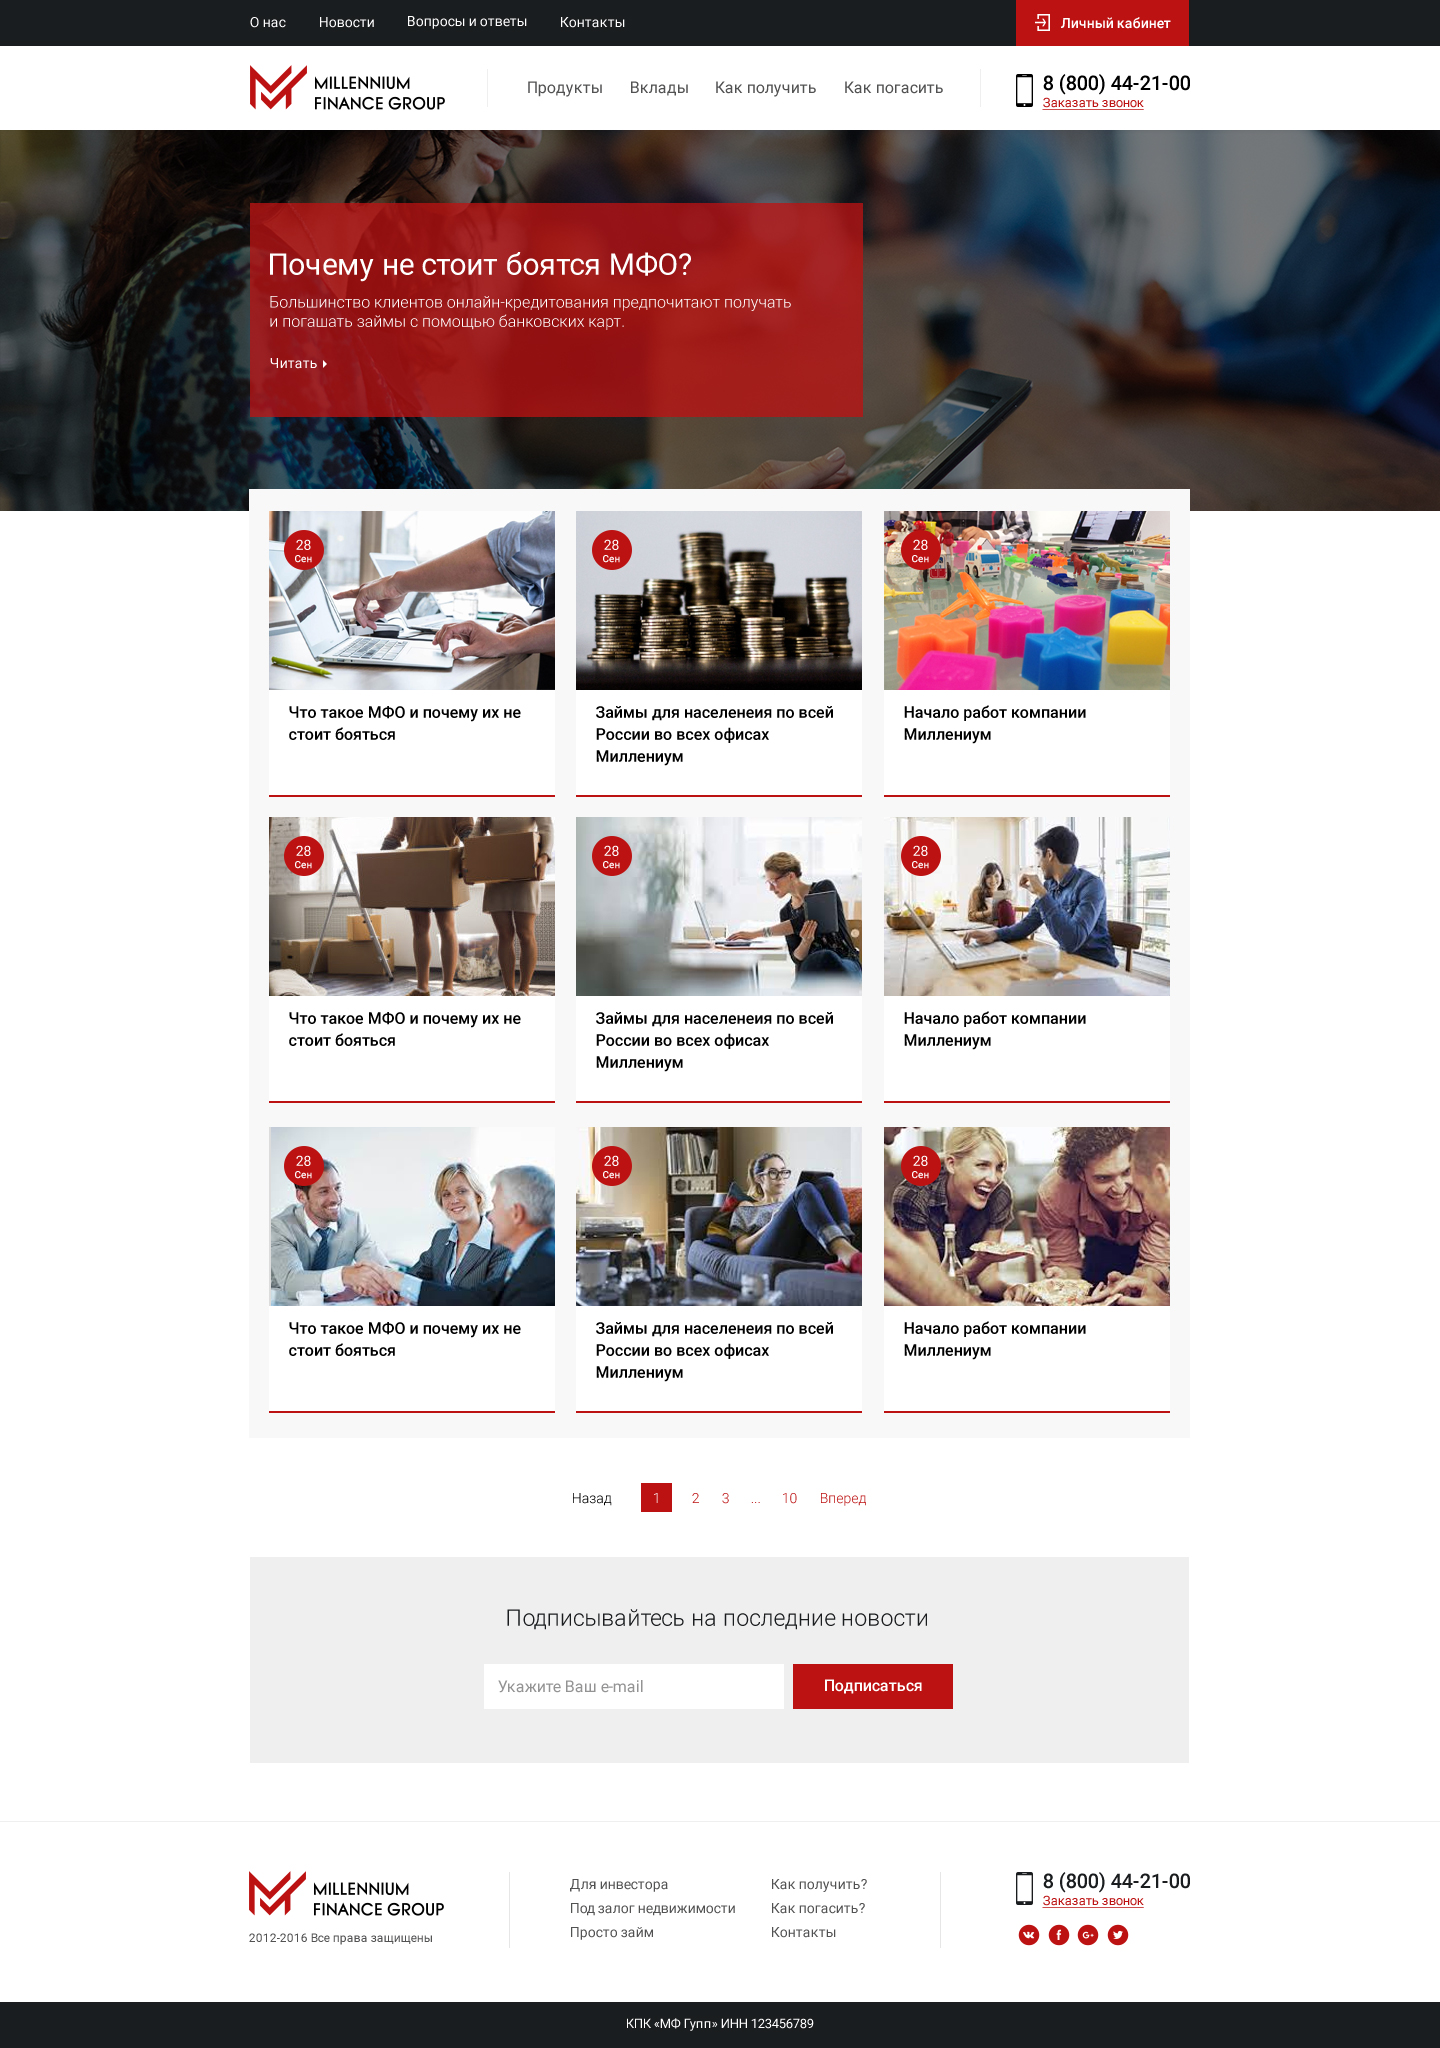 О нас Новости Вопросы и ответы Контакты Личный кабинет
MILLENNIUM
FINANCE GROUP
Продукты Вклады Как получить Как погасить
8 (800) 44-21-00
Заказать звонок
Почему не стоит боятся МФО?
Большинство клиентов онлайн-кредитования предпочитают получать
и погашать займы с помощью банковских карт.
Читать
28
Сен
28
Сен
28
Сен
Что такое МФО и почему их не
стоит бояться
Займы для населенеия по всей
России во всех офисах
Миллениум
Начало работ компании
Миллениум
28
Сен
28
Сен
28
Сен
Что такое МФО и почему их не
стоит бояться
Займы для населенеия по всей
России во всех офисах
Миллениум
Начало работ компании
Миллениум
28
Сен
28
Сен
28
Сен
Что такое МФО и почему их не
стоит бояться
Займы для населенеия по всей
России во всех офисах
Миллениум
Начало работ компании
Миллениум
Назад 1 2 3 ... 10 Вперед
Подписывайтесь на последние новости
Укажите Ваш e-mail Подписаться
MILLENNIUM
FINANCE GROUP
2012-2016 Все права защищены
Для инвестора
Под залог недвижимости
Просто займ
Как получить?
Как погасить?
Контакты
8 (800) 44-21-00
Заказать звонок
КПК «МФ Гупп» ИНН 123456789